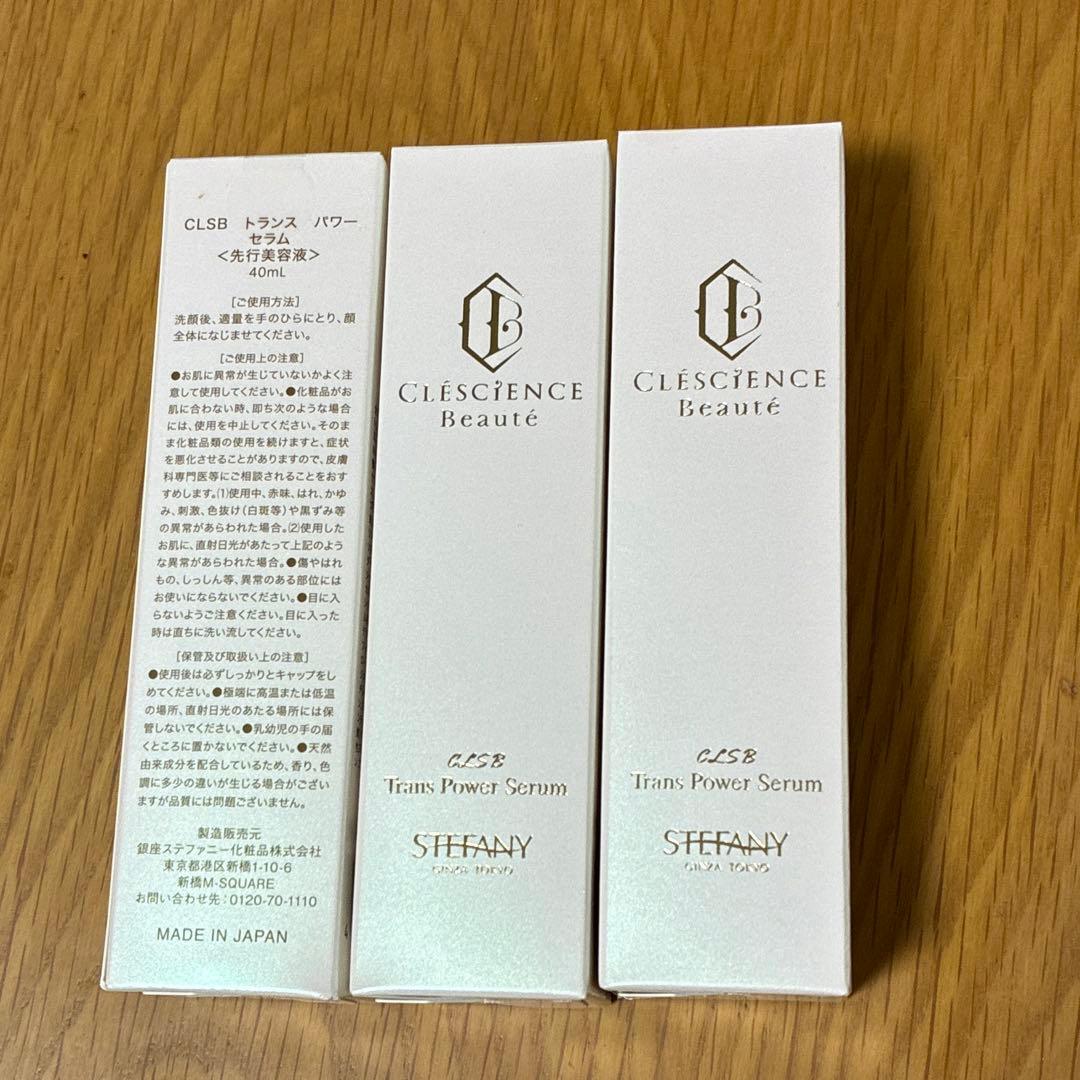 CLSB トランス パワー
セラム
＜先行美容液＞
40mL
［ご使用方法］
洗顔後、適量を手のひらにとり、顔
全体になじませてください。
［ご使用上の注意］
●お肌に異常が生じていないかよく注
意して使用してください。●化粧品がお
肌に合わない時、即ち次のような場合
には、使用を中止してください。そのま
ま化粧品類の使用を続けますと、症状
を悪化させることがありますので、皮膚
科専門医等にご相談されることをおす
すめします。(1)使用中、赤味、はれ、かゆ
み、刺激、色抜け(白斑等)や黒ずみ等
の異常があらわれた場合。(2)使用した
お肌に、直射日光があたって上記のよう
な異常があらわれた場合。●傷やはれ
もの、しっしん等、異常のある部位には
お使いにならないでください。●目に入
らないようご注意ください。目に入った
時は直ちに洗い流してください。
［保管及び取扱い上の注意］
●使用後は必ずしっかりとキャップをし
めてください。●極端に高温または低温
の場所、直射日光のあたる場所には保
管しないでください。●乳幼児の手の届
くところに置かないでください。●天然
由来成分を配合しているため、香り、色
調に多少の違いが生じる場合がござい
ますが品質には問題ございません。
製造販売元
銀座ステファニー化粧品株式会社
東京都港区新橋1-10-6
新橋M-SQUARE
お問い合わせ先：0120-70-1110
MADE IN JAPAN
CLÉSCIENCE
Beauté
CLSB
Trans Power Serum
STEFANY
GINZA TOKYO
CLÉSCIENCE
Beauté
CLSB
Trans Power Serum
STEFANY
GINZA TOKYO